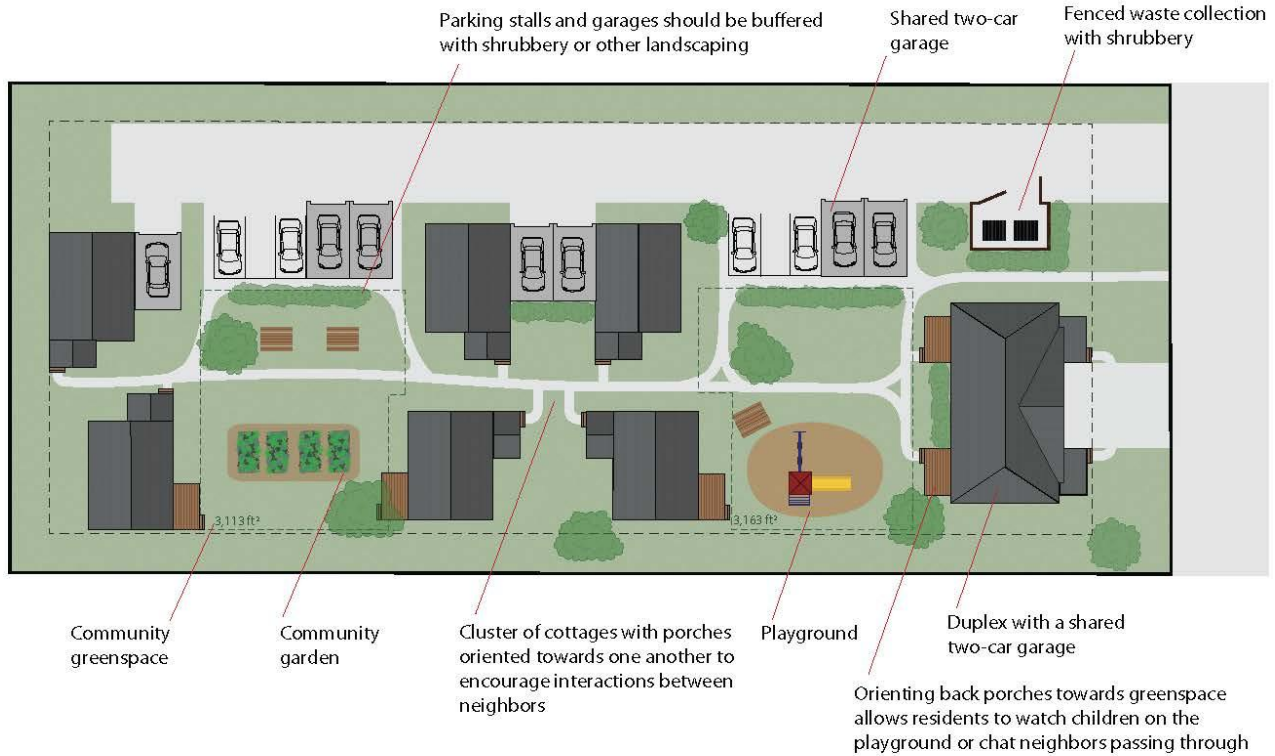 Parking stalls and garages should be buffered
with shrubbery or other landscaping
Shared two-car
garage
Fenced waste collection
with shrubbery
3,113 ft²
3,163 ft²
Community
greenspace
Community
garden
Cluster of cottages with porches
oriented towards one another to
encourage interactions between
neighbors
Playground
Duplex with a shared
two-car garage
Orienting back porches towards greenspace
allows residents to watch children on the
playground or chat neighbors passing through